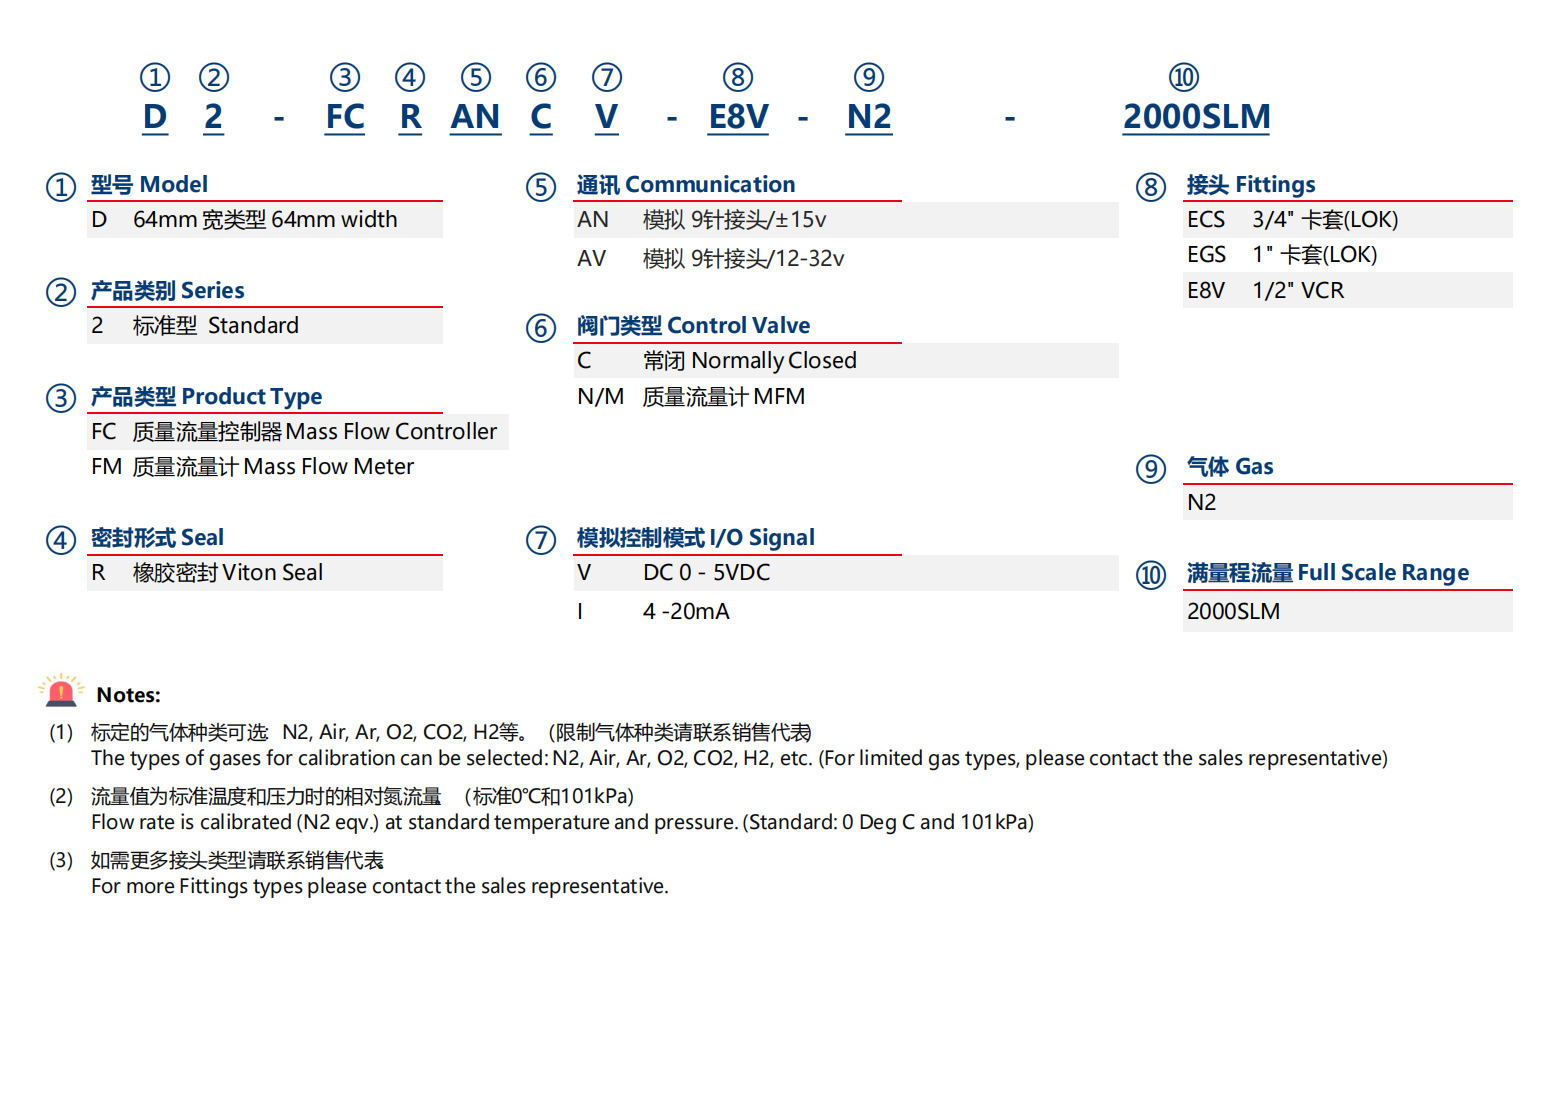 ① ② ③ ④ ⑤ ⑥ ⑦ ⑧ ⑨ ⑩
D 2 - FC R AN C V - E8V - N2 - 2000SLM
① 型号 Model
D 64mm 宽类型 64mm width
② 产品类别 Series
2 标准型 Standard
③ 产品类型 Product Type
FC 质量流量控制器 Mass Flow Controller
FM 质量流量计 Mass Flow Meter
④ 密封形式 Seal
R 橡胶密封 Viton Seal
⑤ 通讯 Communication
AN 模拟 9针接头/±15v
AV 模拟 9针接头/12-32v
⑥ 阀门类型 Control Valve
C 常闭 Normally Closed
N/M 质量流量计 MFM
⑦ 模拟控制模式 I/O Signal
V DC 0 - 5VDC
I 4 -20mA
⑧ 接头 Fittings
ECS 3/4" 卡套(LOK)
EGS 1" 卡套(LOK)
E8V 1/2" VCR
⑨ 气体 Gas
N2
⑩ 满量程流量 Full Scale Range
2000SLM
Notes:
(1) 标定的气体种类可选: N2, Air, Ar, O2, CO2, H2等。（限制气体种类请联系销售代表）
The types of gases for calibration can be selected: N2, Air, Ar, O2, CO2, H2, etc. (For limited gas types, please contact the sales representative)
(2) 流量值为标准温度和压力时的相对氮流量。（标准0℃和101kPa)
Flow rate is calibrated (N2 eqv.) at standard temperature and pressure. (Standard: 0 Deg C and 101kPa)
(3) 如需更多接头类型请联系销售代表。
For more Fittings types please contact the sales representative.